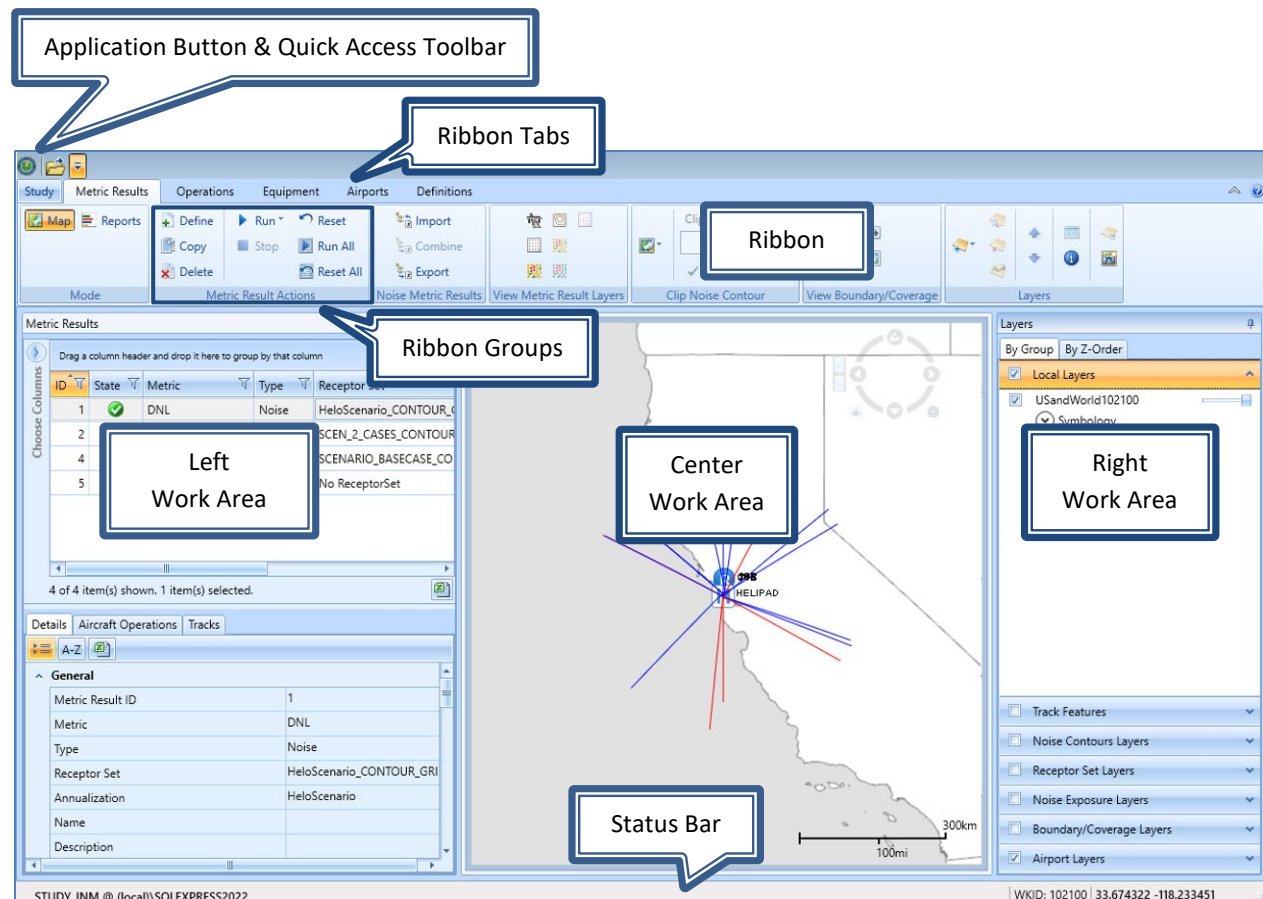 Application Button & Quick Access Toolbar
Ribbon Tabs
Study Metric Results Operations Equipment Airports Definitions
Map Reports Define Run Reset Import
Copy Stop Run All Combine
Delete Reset All Export
Ribbon
Mode Metric Result Actions Noise Metric Results View Metric Result Layers Clip Noise Contour View Boundary/Coverage Layers
Ribbon Groups
Metric Results
Drag a column header and drop it here to group by that column
Choose Columns
ID State Metric Type Receptor Set
1 DNL Noise HeloScenario_CONTOUR_G
2 SCEN_2_CASES_CONTOUR
4 SCENARIO_BASECASE_CO
5 No ReceptorSet
Left
Work Area
4 of 4 item(s) shown. 1 item(s) selected.
Details Aircraft Operations Tracks
A-Z
General
Metric Result ID 1
Metric DNL
Type Noise
Receptor Set HeloScenario_CONTOUR_GRI
Annualization HeloScenario
Name
Description
Center
Work Area
HELIPAD
300km
100mi
Status Bar
Layers
By Group By Z-Order
Local Layers
USandWorld102100
Symbology
Right
Work Area
Track Features
Noise Contours Layers
Receptor Set Layers
Noise Exposure Layers
Boundary/Coverage Layers
Airport Layers
STUDY_INM @ (local)\\SQLEXPRESS2022
WKID: 102100 33.674322 -118.233451